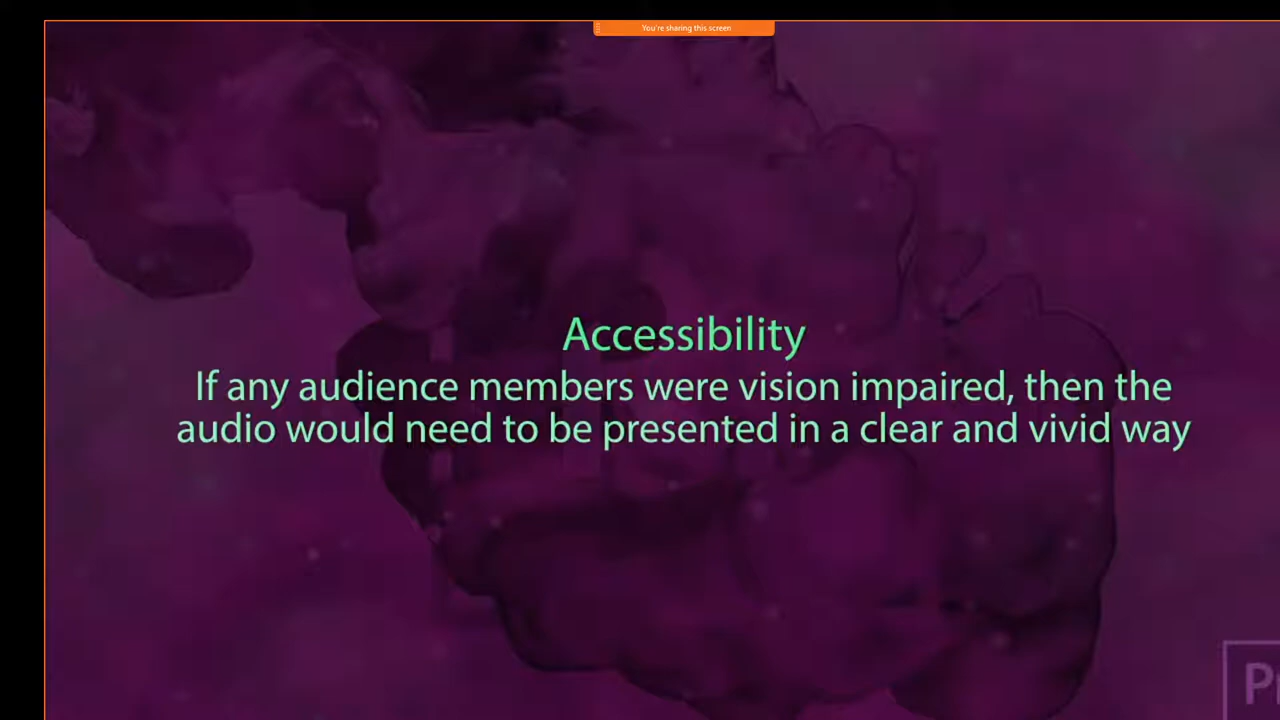 You're sharing this screen
Accessibility
If any audience members were vision impaired, then the
audio would need to be presented in a clear and vivid way